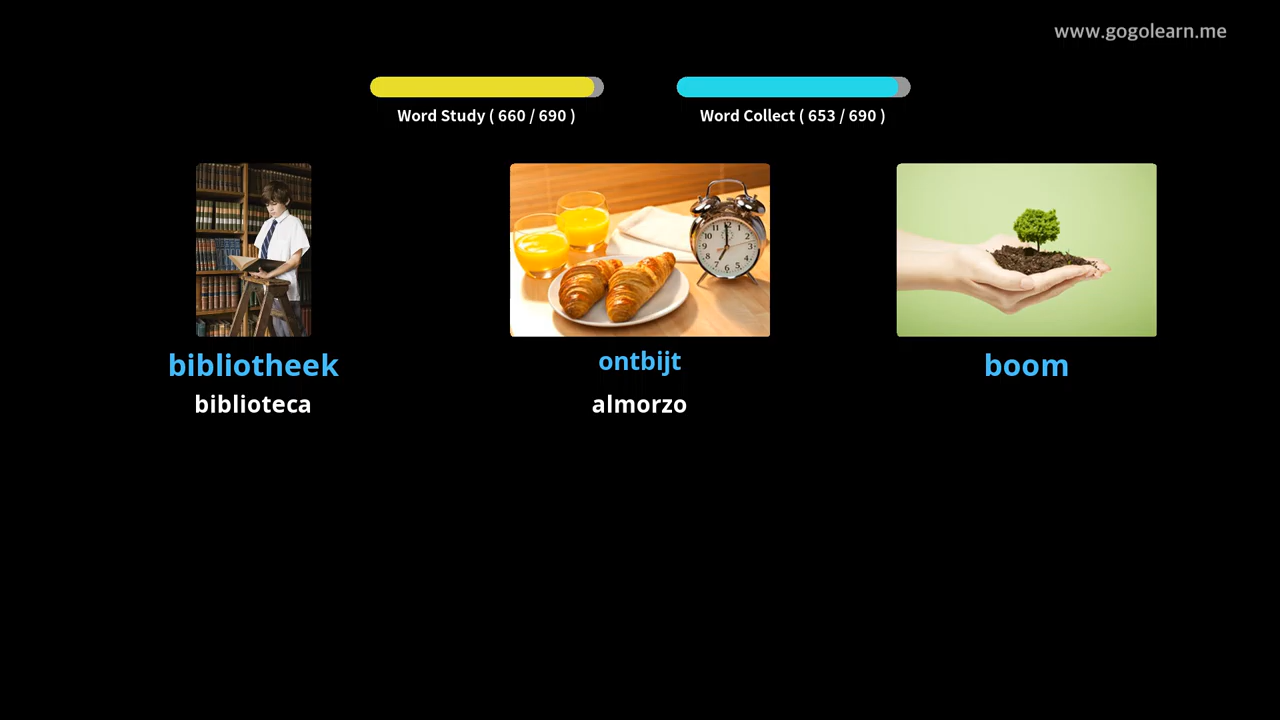 www.gogolearn.me
Word Study ( 660 / 690 )
Word Collect ( 653 / 690 )
bibliotheek
ontbijt
boom
biblioteca
almorzo